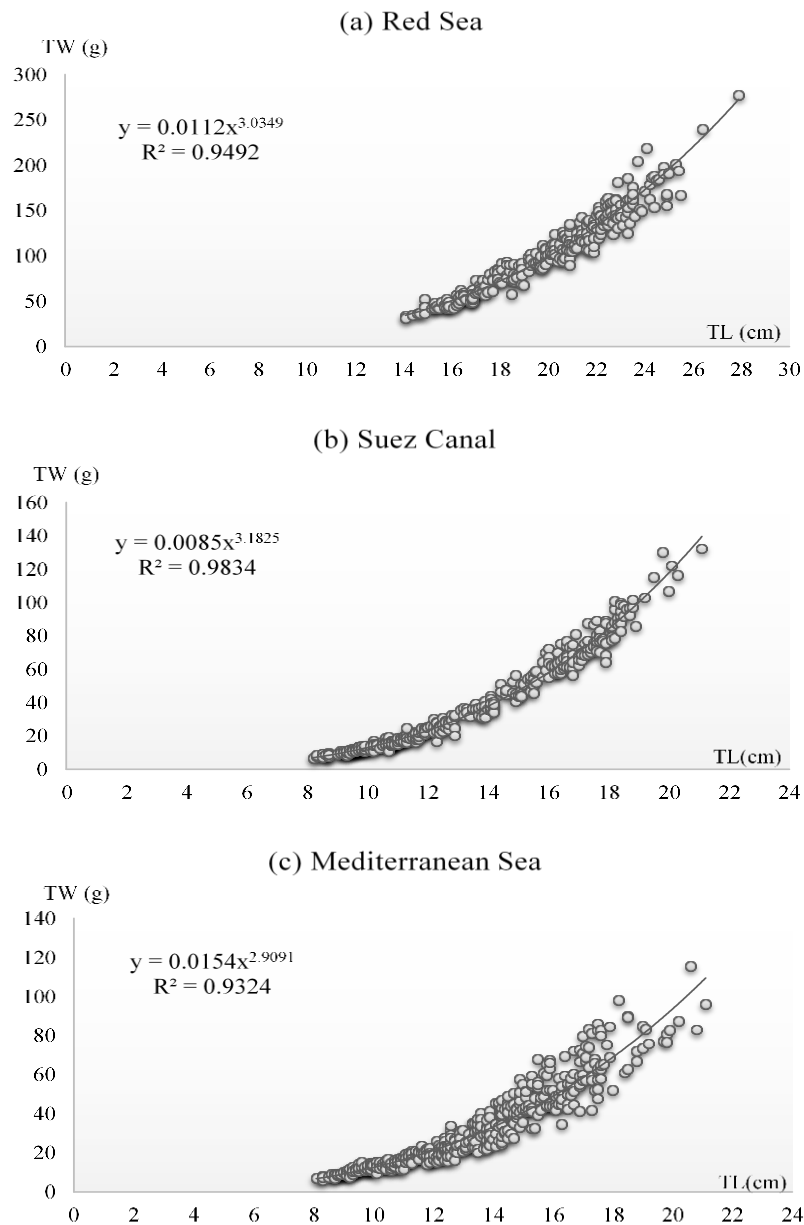 (a) Red Sea
TW (g)
300
y = 0.0112x^3.0349
250
R² = 0.9492
200
150
100
50
TL (cm)
0
0 2 4 6 8 10 12 14 16 18 20 22 24 26 28 30
(b) Suez Canal
TW (g)
160
140
y = 0.0085x^3.1825
R² = 0.9834
120
100
80
60
40
20
TL(cm)
0
0 2 4 6 8 10 12 14 16 18 20 22 24
(c) Mediterranean Sea
TW (g)
140
120
y = 0.0154x^2.9091
R² = 0.9324
100
80
60
40
20
TL(cm)
0
0 2 4 6 8 10 12 14 16 18 20 22 24